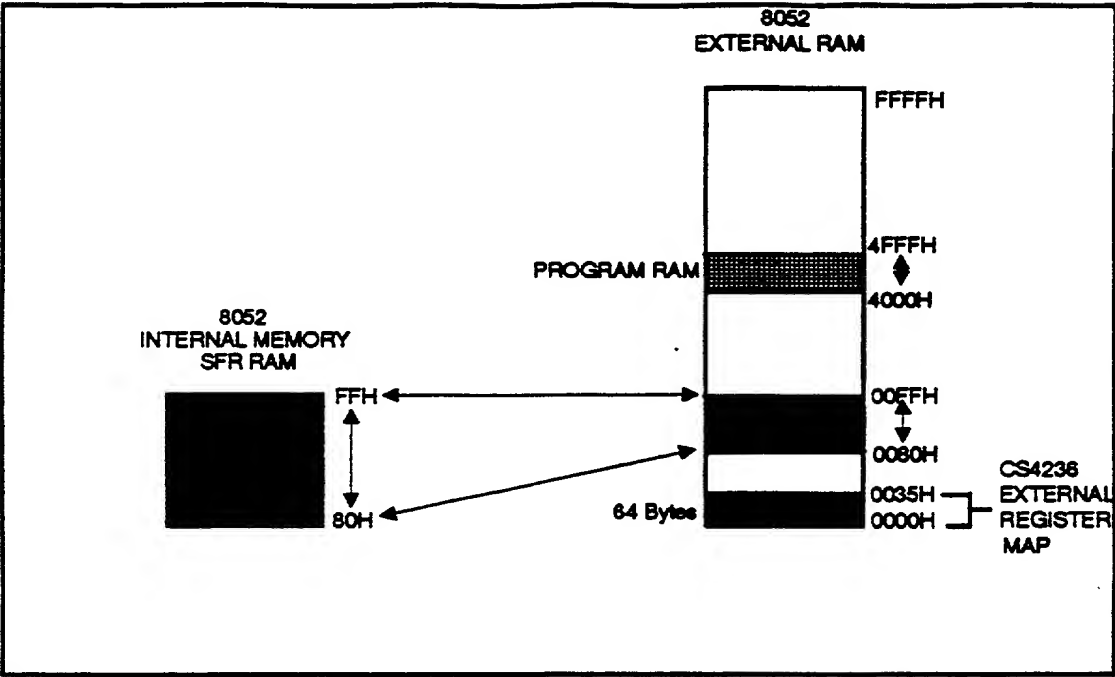 8052
EXTERNAL RAM
FFFFH
4FFFH
PROGRAM RAM
4000H
8052
INTERNAL MEMORY
SFR RAM
FFH
00FFH
0080H
CS4236
0035H
EXTERNAL
64 Bytes
80H
0000H
REGISTER
MAP